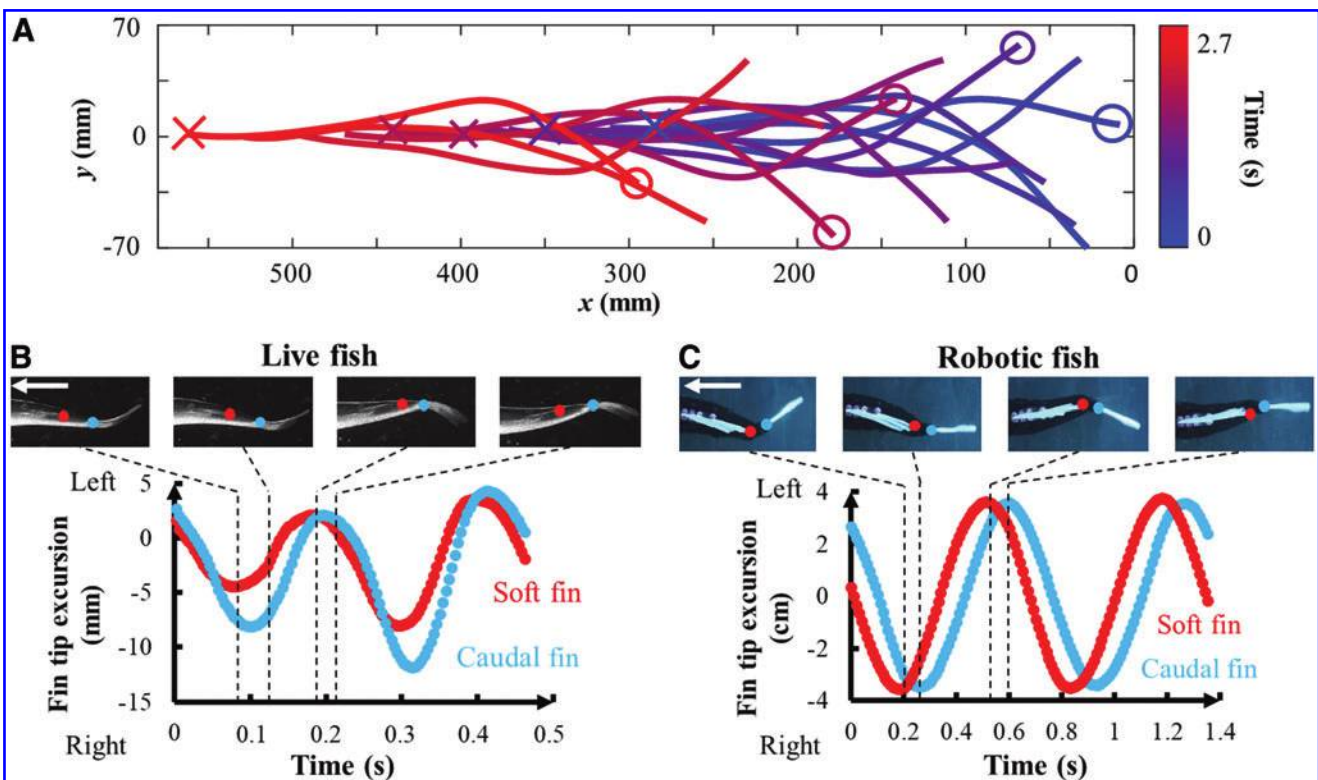 A
70
0
-70
y (mm)
500
400
300
200
100
0
x (mm)
2.7
0
Time (s)
B
Live fish
Left
5
0
-5
-10
-15
Right
Fin tip excursion
(mm)
Soft fin
Caudal fin
0
0.1
0.2
0.3
0.4
0.5
Time (s)
C
Robotic fish
Left
4
2
0
-2
-4
Right
Fin tip excursion
(cm)
Soft fin
Caudal fin
0
0.2
0.4
0.6
0.8
1
1.2
1.4
Time (s)